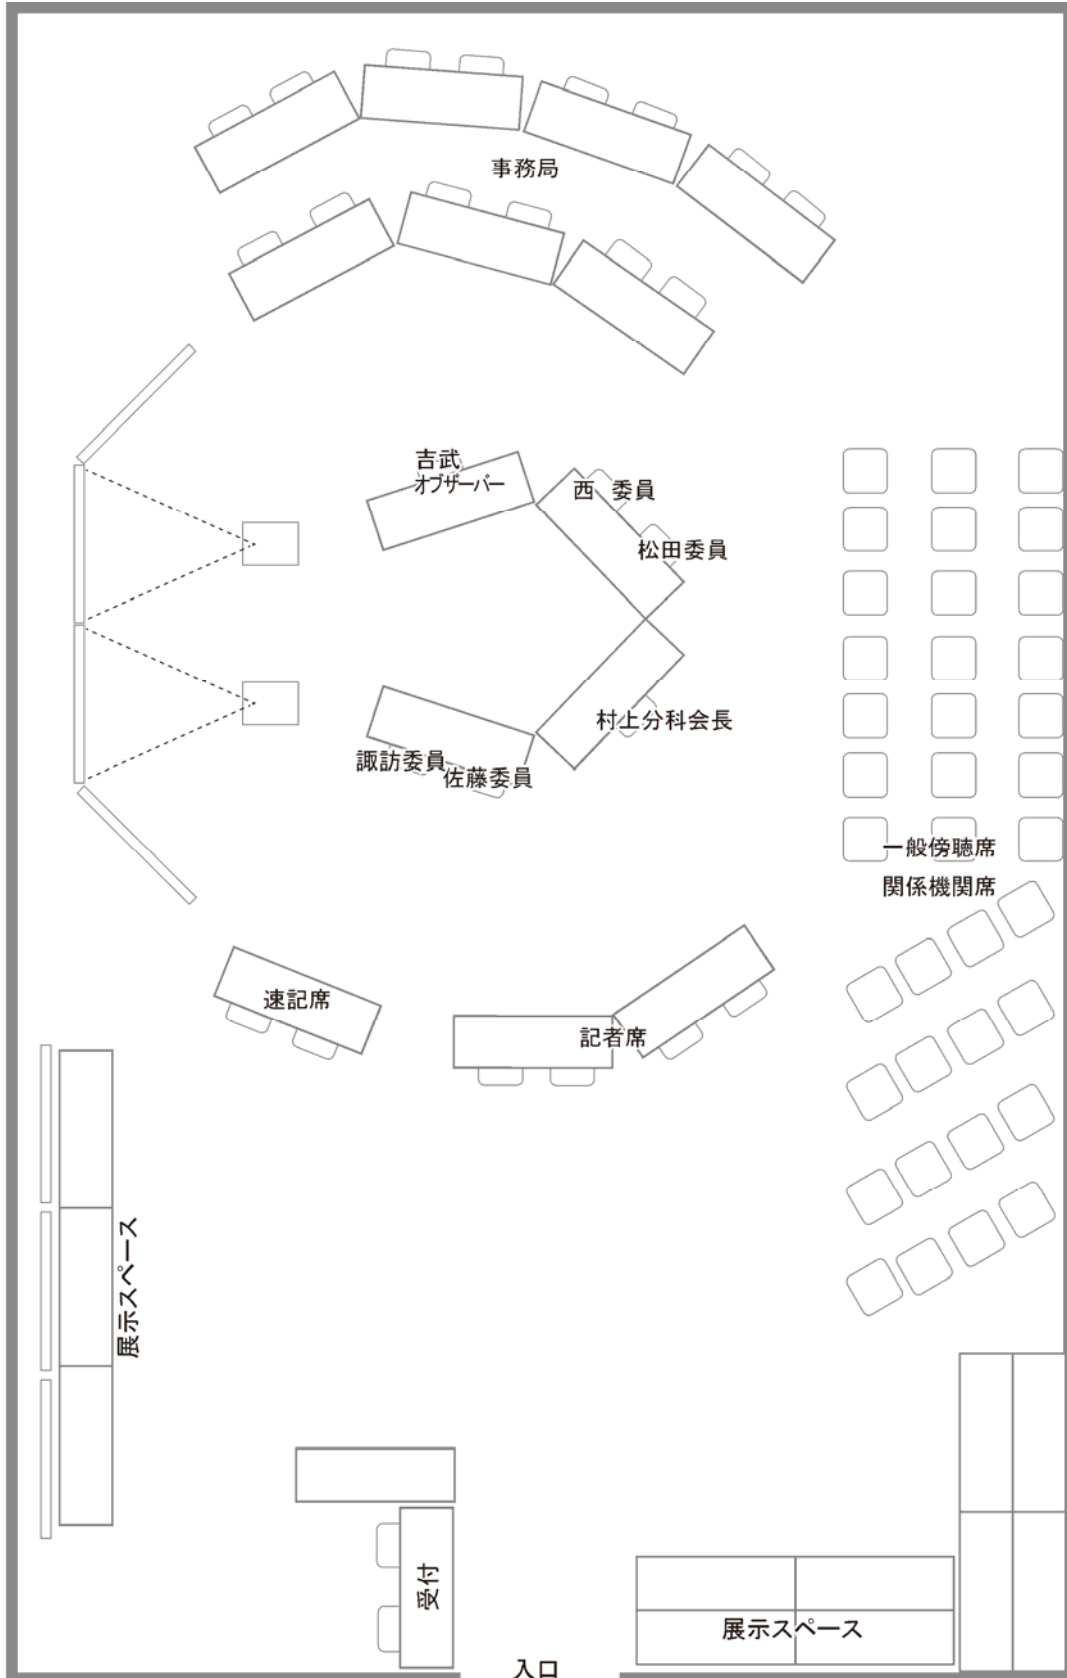 事務局
吉武
オブザーバー
西　委員
松田委員
村上分科会長
諏訪委員
佐藤委員
一般傍聴席
関係機関席
速記席
記者席
展示スペース
受付
展示スペース
入口